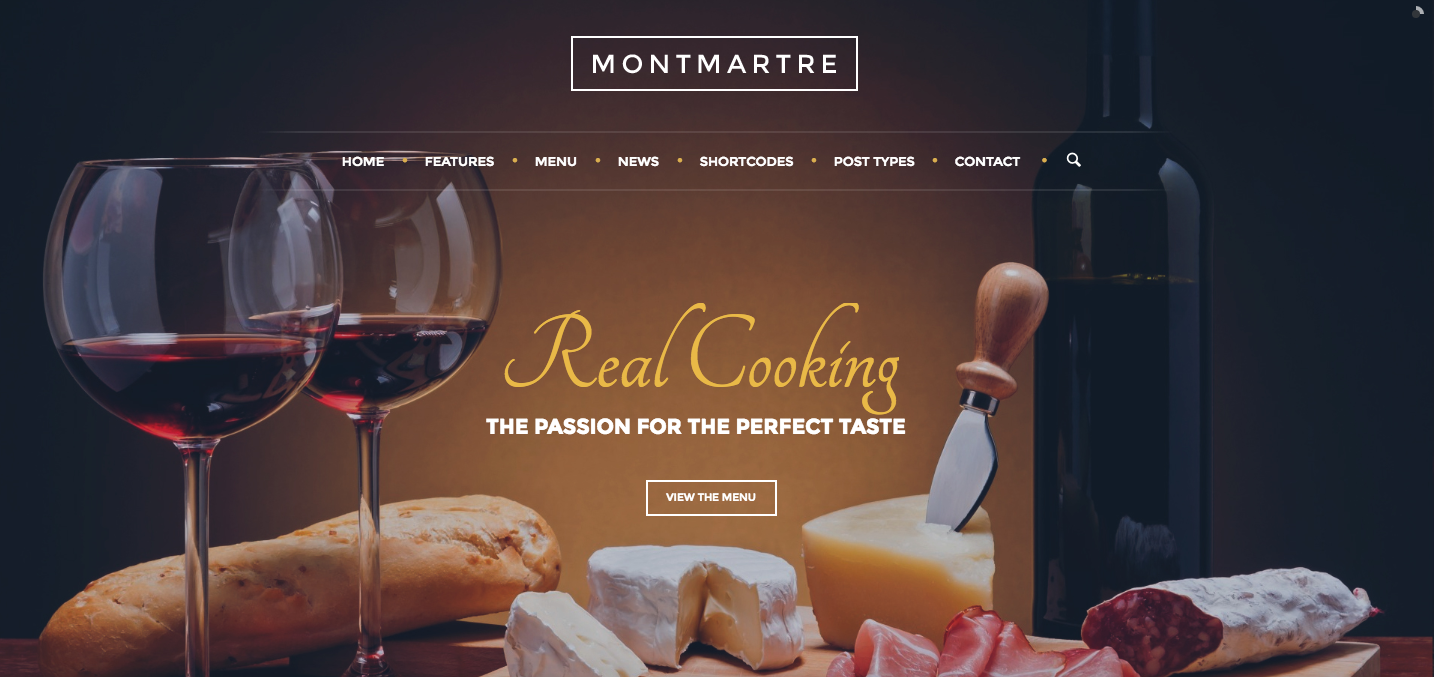 MONTMARTRE
HOME • FEATURES • MENU • NEWS • SHORTCODES • POST TYPES • CONTACT •
Real Cooking
THE PASSION FOR THE PERFECT TASTE
VIEW THE MENU